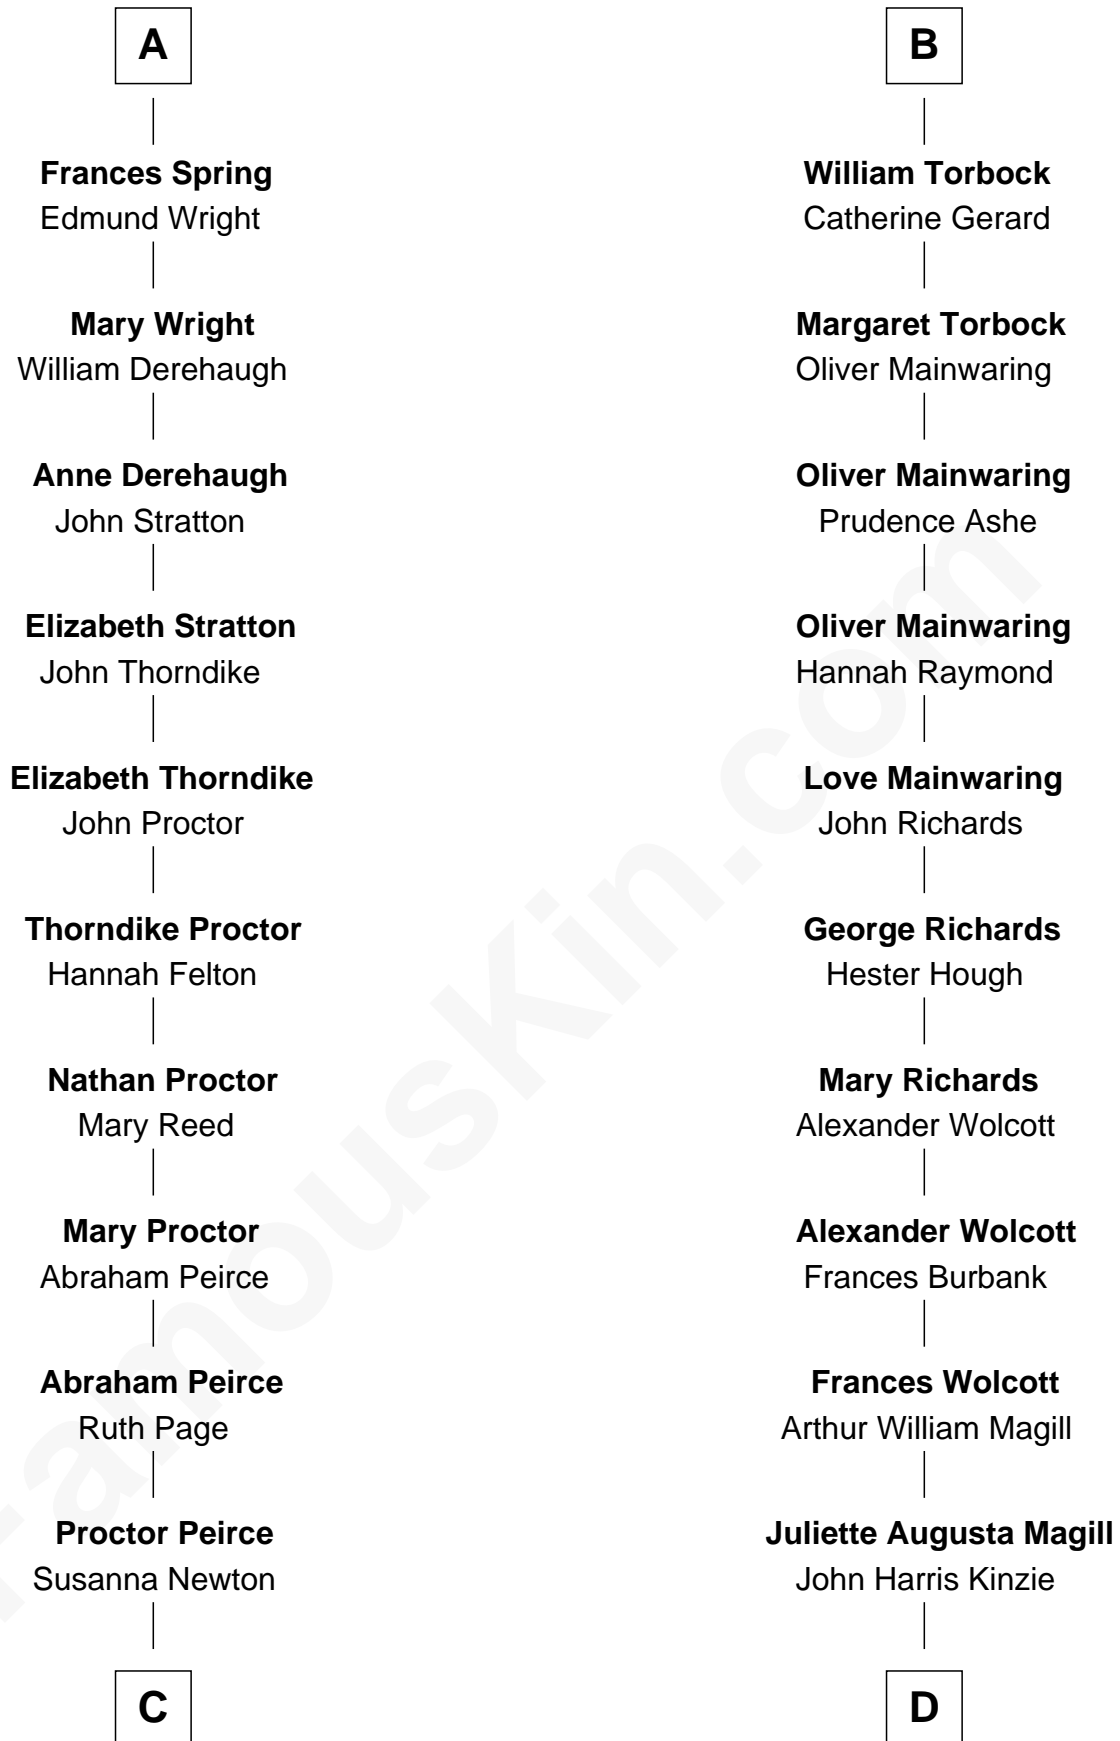 A
Frances Spring
Edmund Wright
Mary Wright
William Derehaugh
Anne Derehaugh
John Stratton
Elizabeth Stratton
John Thorndike
Elizabeth Thorndike
John Proctor
Thorndike Proctor
Hannah Felton
Nathan Proctor
Mary Reed
Mary Proctor
Abraham Peirce
Abraham Peirce
Ruth Page
Proctor Peirce
Susanna Newton
C
B
William Torbock
Catherine Gerard
Margaret Torbock
Oliver Mainwaring
Oliver Mainwaring
Prudence Ashe
Oliver Mainwaring
Hannah Raymond
Love Mainwaring
John Richards
George Richards
Hester Hough
Mary Richards
Alexander Wolcott
Alexander Wolcott
Frances Burbank
Frances Wolcott
Arthur William Magill
Juliette Augusta Magill
John Harris Kinzie
D
FamousKin.com